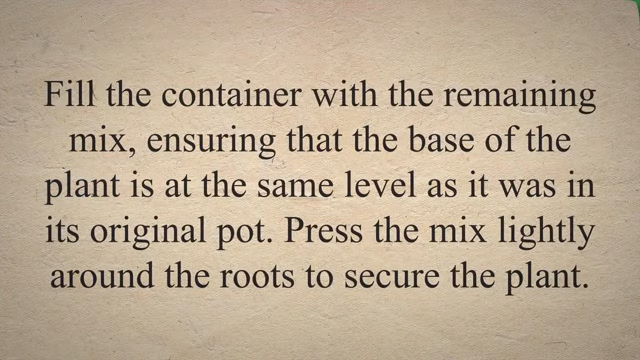 Fill the container with the remaining
mix, ensuring that the base of the
plant is at the same level as it was in
its original pot. Press the mix lightly
around the roots to secure the plant.